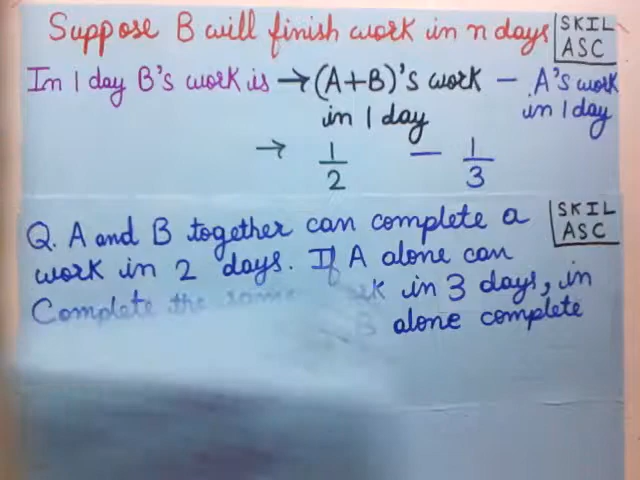 Suppose B will finish work in n days
SKIL
ASC
In 1 day B's work is → (A+B)'s work − A's work
in 1 day in 1 day
→ 1/2 − 1/3
Q. A and B together can complete a
work in 2 days. If A alone can
Complete the same in 3 days, in
B alone complete
SKIL
ASC